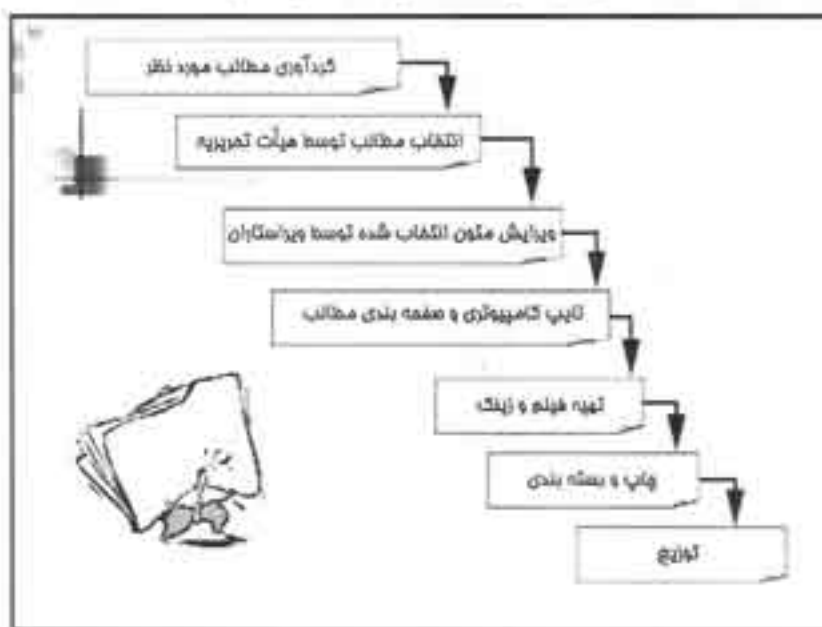 گردآوری مطالب مورد نظر
انتخاب مطالب توسط هیأت تحریریه
ویرایش متون انتخاب شده توسط ویراستاران
تایپ کامپیوتری و صفحه بندی مطالب
تهیه فیلم و زینک
چاپ و بسته بندی
توزیع